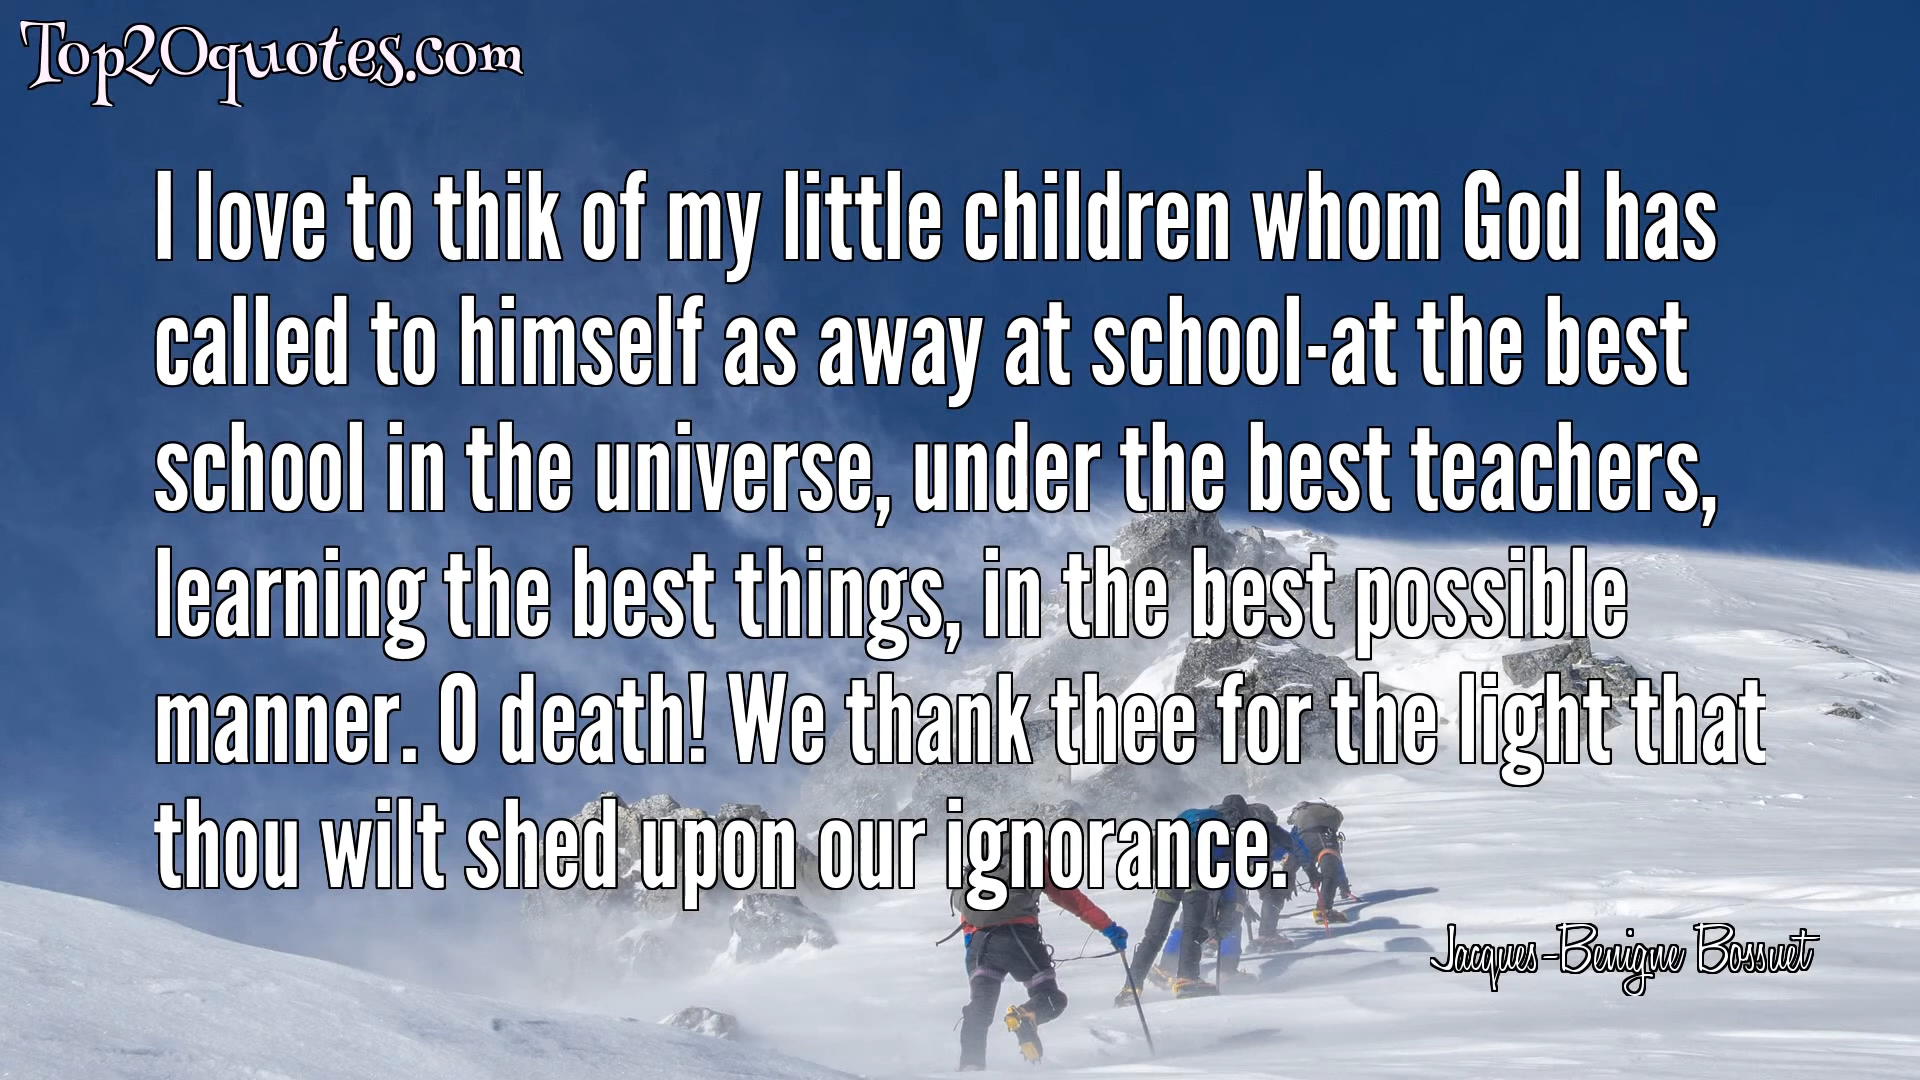 Top20quotes.com
I love to thik of my little children whom God has
called to himself as away at school-at the best
school in the universe, under the best teachers,
learning the best things, in the best possible
manner. O death! We thank thee for the light that
thou wilt shed upon our ignorance.
Jacques-Benigne Bossuet